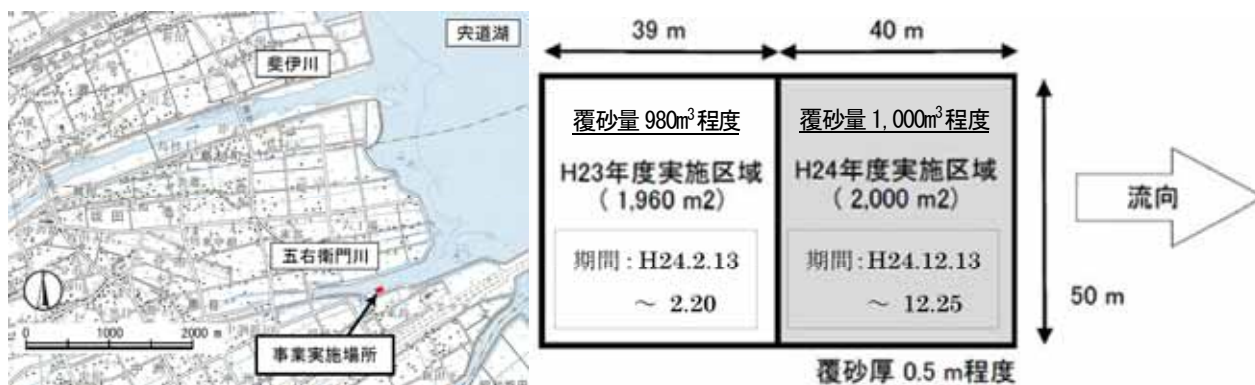 宍道湖
斐伊川
五右衛門川
0 1000 2000 m
事業実施場所
39 m
40 m
覆砂量 980㎥程度
覆砂量 1,000㎥程度
H23年度実施区域
( 1,960 m2)
H24年度実施区域
( 2,000 m2)
期間:H24.2.13
~ 2.20
期間:H24.12.13
~ 12.25
流向
50 m
覆砂厚 0.5 m程度